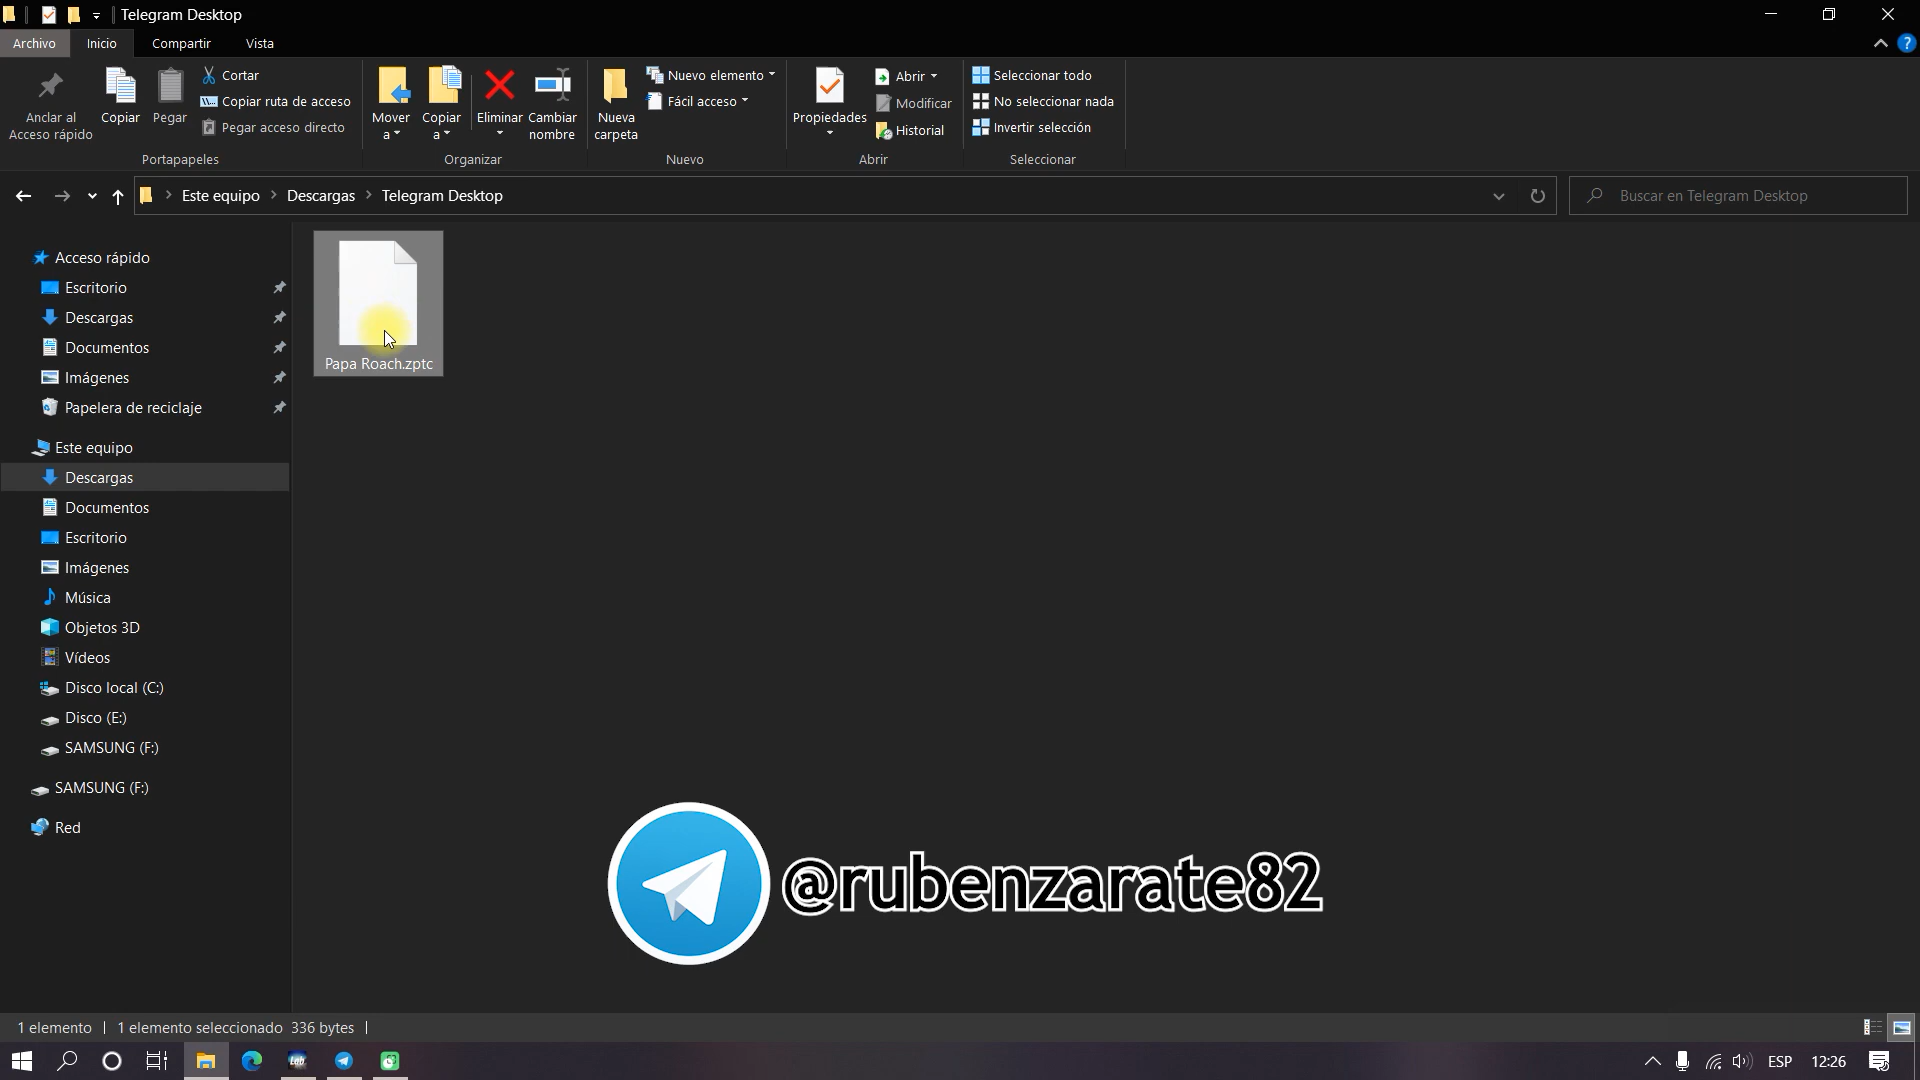 Telegram Desktop
Archivo Inicio Compartir Vista
Anclar al Acceso rápido
Copiar
Pegar
Cortar
Copiar ruta de acceso
Pegar acceso directo
Portapapeles
Mover a
Copiar a
Eliminar
Cambiar nombre
Organizar
Nueva carpeta
Nuevo elemento
Fácil acceso
Nuevo
Propiedades
Abrir
Modificar
Historial
Abrir
Seleccionar todo
No seleccionar nada
Invertir selección
Seleccionar
Este equipo > Descargas > Telegram Desktop
Buscar en Telegram Desktop
Acceso rápido
Escritorio
Descargas
Documentos
Imágenes
Papelera de reciclaje
Este equipo
Descargas
Documentos
Escritorio
Imágenes
Música
Objetos 3D
Vídeos
Disco local (C:)
Disco (E:)
SAMSUNG (F:)
SAMSUNG (F:)
Red
Papa Roach.zptc
@rubenzarate82
1 elemento
1 elemento seleccionado 336 bytes
Lab
ESP
12:26